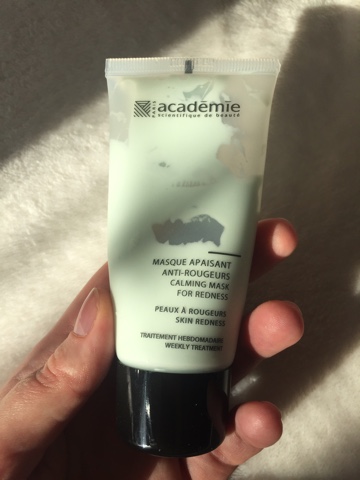 PARIS
académie
scientifique de beauté
MASQUE APAISANT
ANTI-ROUGEURS
CALMING MASK
FOR REDNESS
PEAUX À ROUGEURS
SKIN REDNESS
TRAITEMENT HEBDOMADAIRE
WEEKLY TREATMENT